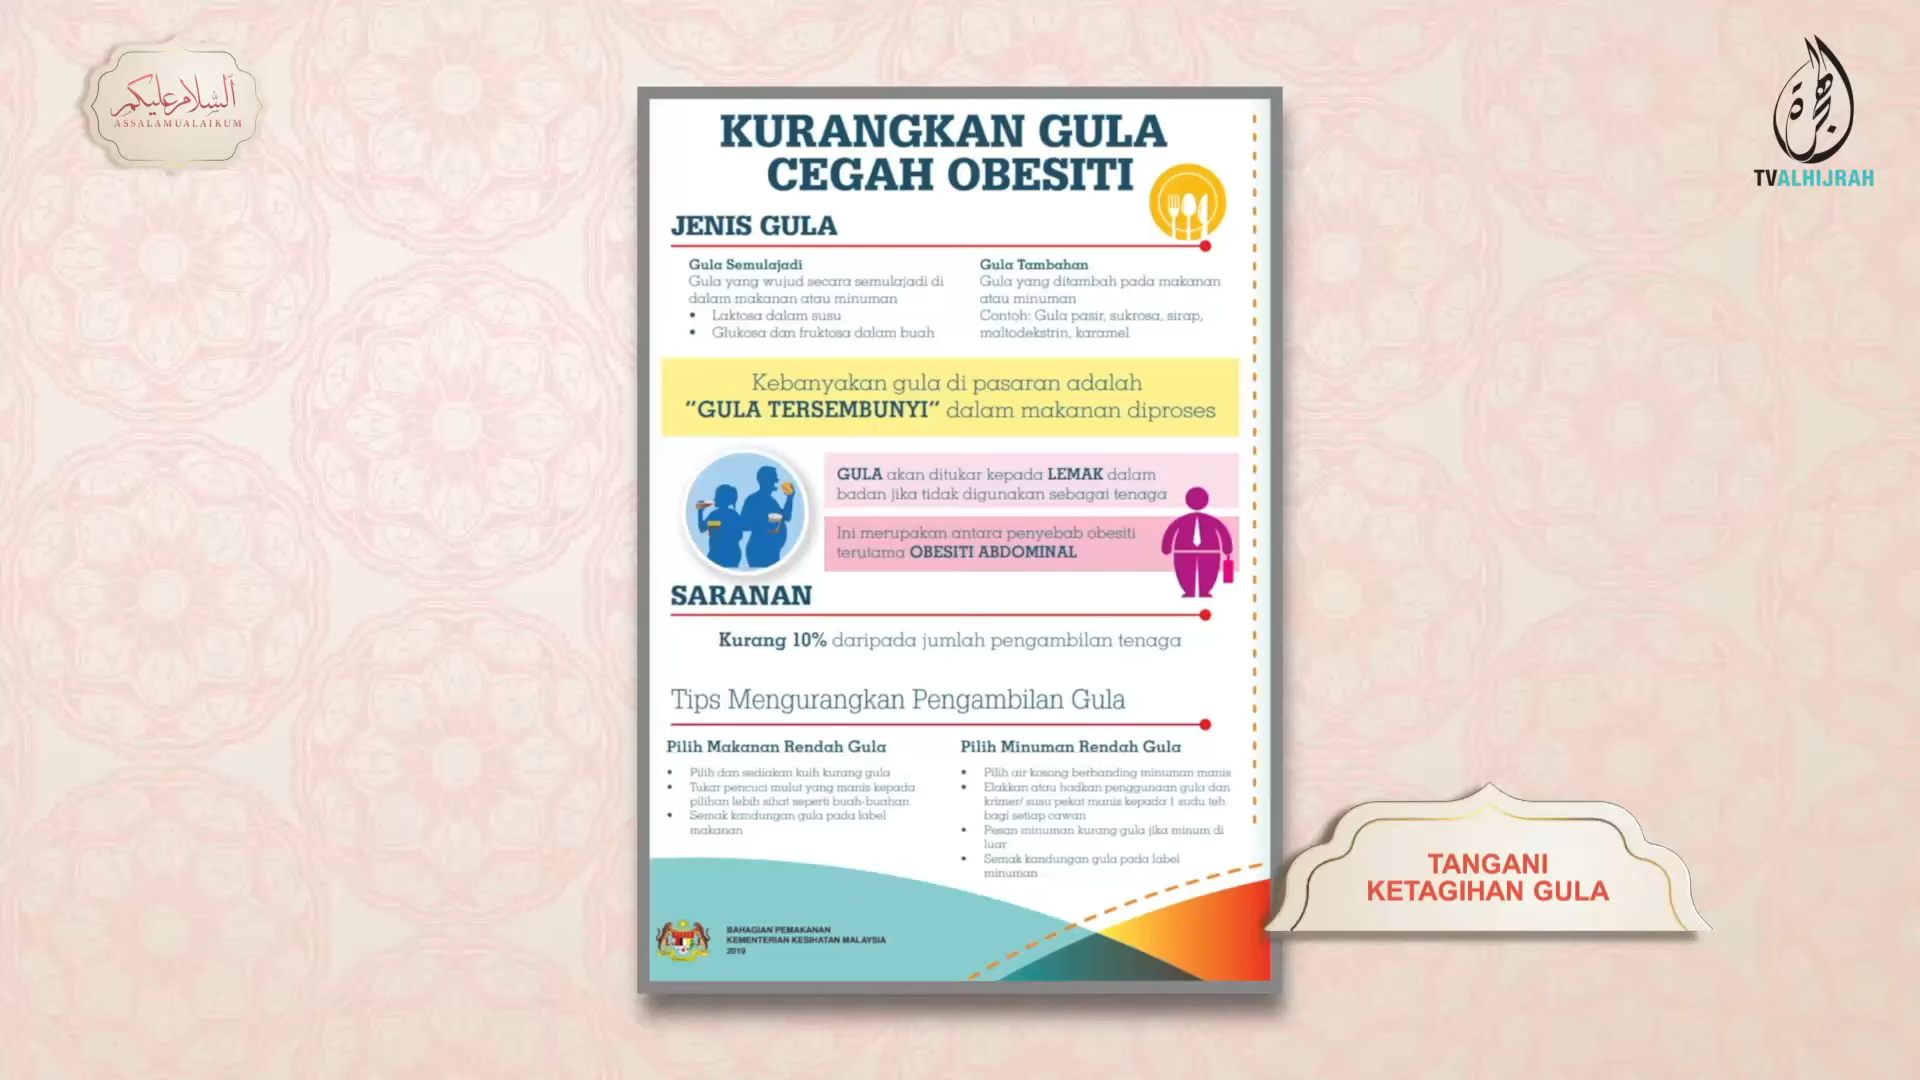 السلام عليكم
ASSALAMUALAIKUM
الهجرة
TVALHIJRAH
KURANGKAN GULA
CEGAH OBESITI
JENIS GULA
Gula Semulajadi
Gula yang wujud secara semulajadi di
dalam makanan atau minuman
• Laktosa dalam susu
• Glukosa dan fruktosa dalam buah
Gula Tambahan
Gula yang ditambah pada makanan
atau minuman
Contoh: Gula pasir, sukrosa, sirap,
maltodekstrin, karamel
Kebanyakan gula di pasaran adalah
“GULA TERSEMBUNYI“ dalam makanan diproses
GULA akan ditukar kepada LEMAK dalam
badan jika tidak digunakan sebagai tenaga
Ini merupakan antara penyebab obesiti
terutama OBESITI ABDOMINAL
SARANAN
Kurang 10% daripada jumlah pengambilan tenaga
Tips Mengurangkan Pengambilan Gula
Pilih Makanan Rendah Gula
• Pilih dan sediakan kuih kurang gula
• Tukar pencuci mulut yang manis kepada
pilihan lebih sihat seperti buah-buahan
• Semak kandungan gula pada label
makanan
Pilih Minuman Rendah Gula
• Pilih air kosong berbanding minuman manis
• Elakkan atau hadkan penggunaan gula dan
krimer/ susu pekat manis kepada 1 sudu teh
bagi setiap cawan
• Pesan minuman kurang gula jika minum di
luar
• Semak kandungan gula pada label
minuman
BAHAGIAN PEMAKANAN
KEMENTERIAN KESIHATAN MALAYSIA
2019
TANGANI
KETAGIHAN GULA